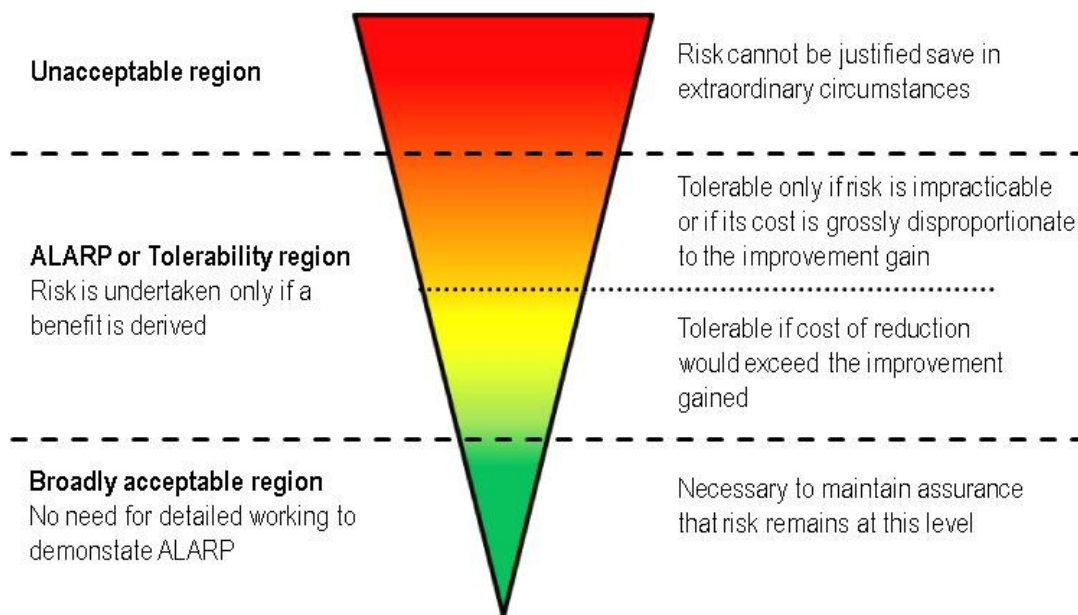 Unacceptable region
Risk cannot be justified save in
extraordinary circumstances
ALARP or Tolerability region
Risk is undertaken only if a
benefit is derived
Tolerable only if risk is impracticable
or if its cost is grossly disproportionate
to the improvement gain
Tolerable if cost of reduction
would exceed the improvement
gained
Broadly acceptable region
No need for detailed working to
demonstate ALARP
Necessary to maintain assurance
that risk remains at this level